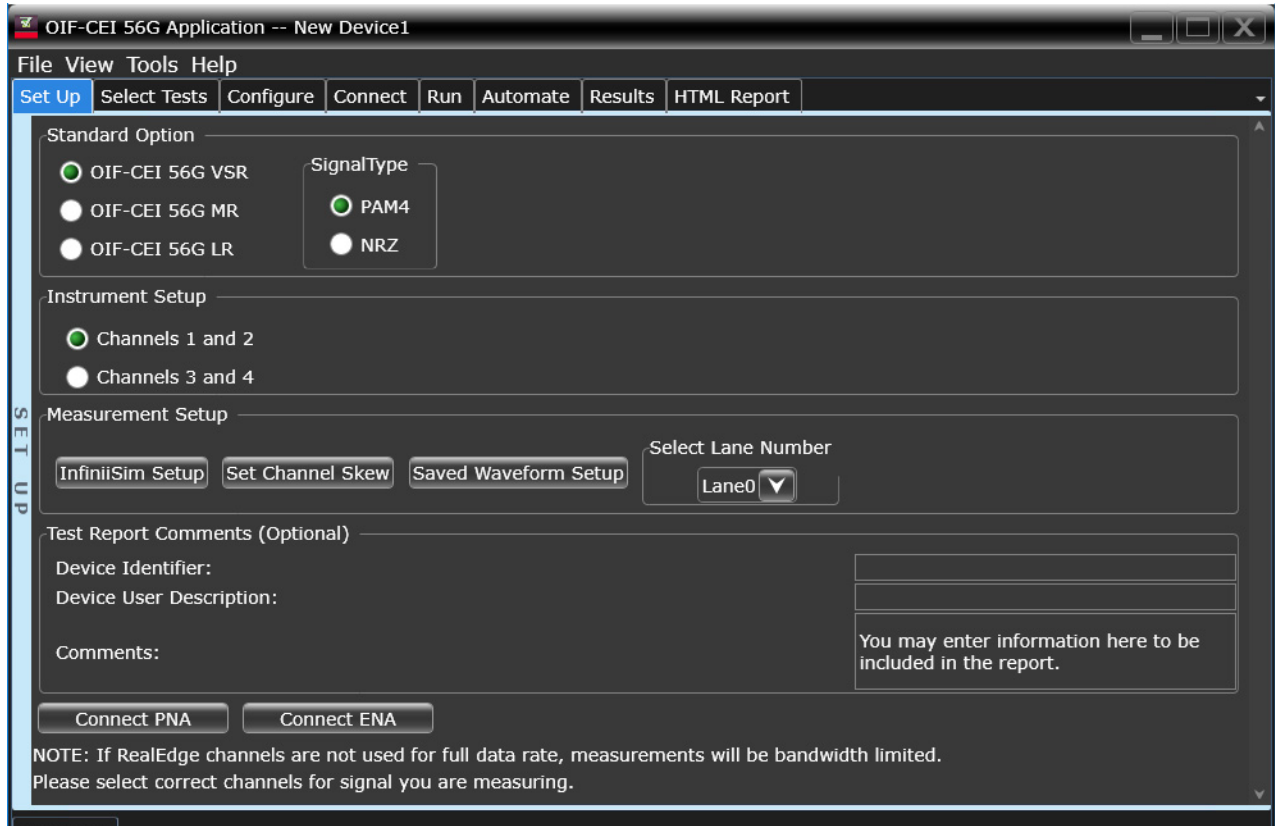 OIF-CEI 56G Application -- New Device1
File View Tools Help
Set Up Select Tests Configure Connect Run Automate Results HTML Report
Standard Option
OIF-CEI 56G VSR
OIF-CEI 56G MR
OIF-CEI 56G LR
SignalType
PAM4
NRZ
Instrument Setup
Channels 1 and 2
Channels 3 and 4
SET UP
Measurement Setup
InfiniiSim Setup Set Channel Skew Saved Waveform Setup
Select Lane Number
Lane0
Test Report Comments (Optional)
Device Identifier:
Device User Description:
Comments:
You may enter information here to be
included in the report.
Connect PNA Connect ENA
NOTE: If RealEdge channels are not used for full data rate, measurements will be bandwidth limited.
Please select correct channels for signal you are measuring.